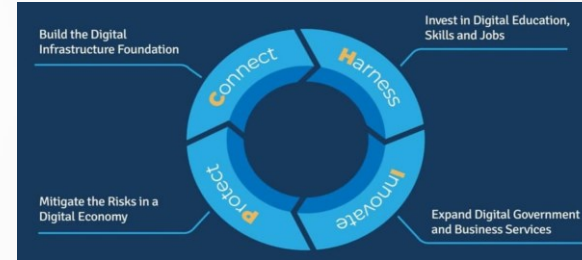 Build the Digital
Infrastructure Foundation
Connect
Harness
Invest in Digital Education,
Skills and Jobs
Mitigate the Risks in a
Digital Economy
Protect
Innovate
Expand Digital Government
and Business Services